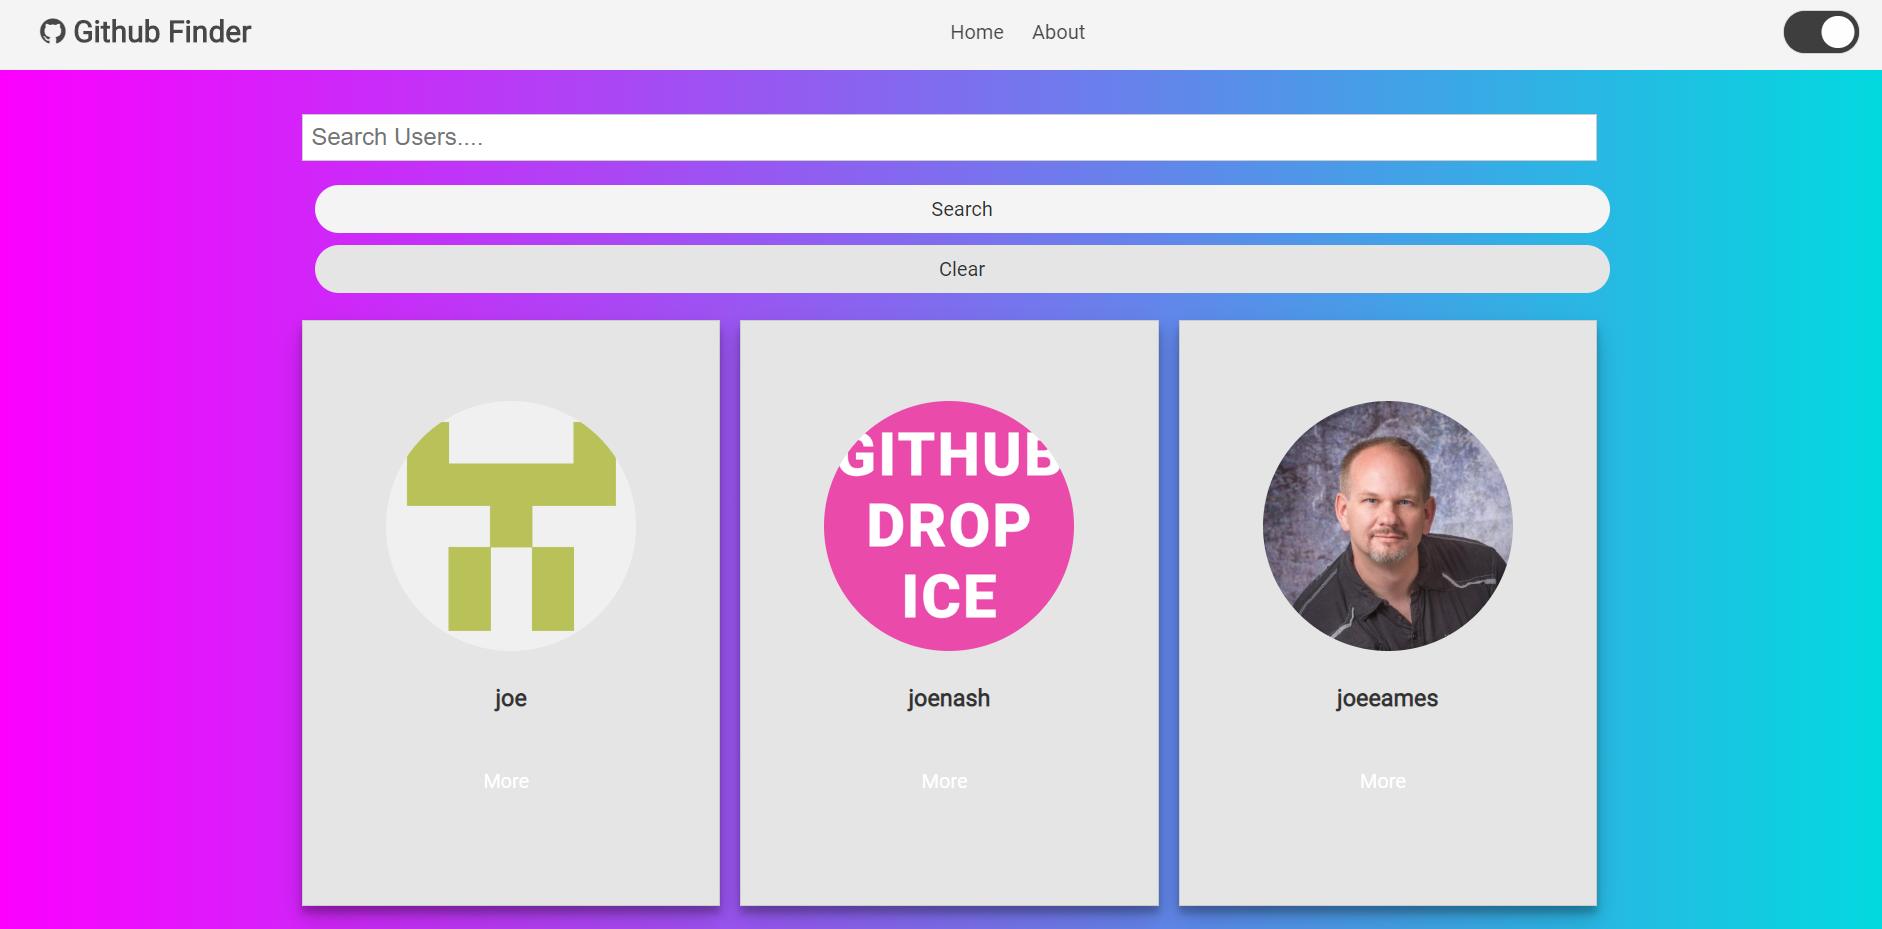 Github Finder
Home About
Search Users....
Search
Clear
GITHUB
DROP
ICE
joe
joenash
joeeames
More
More
More